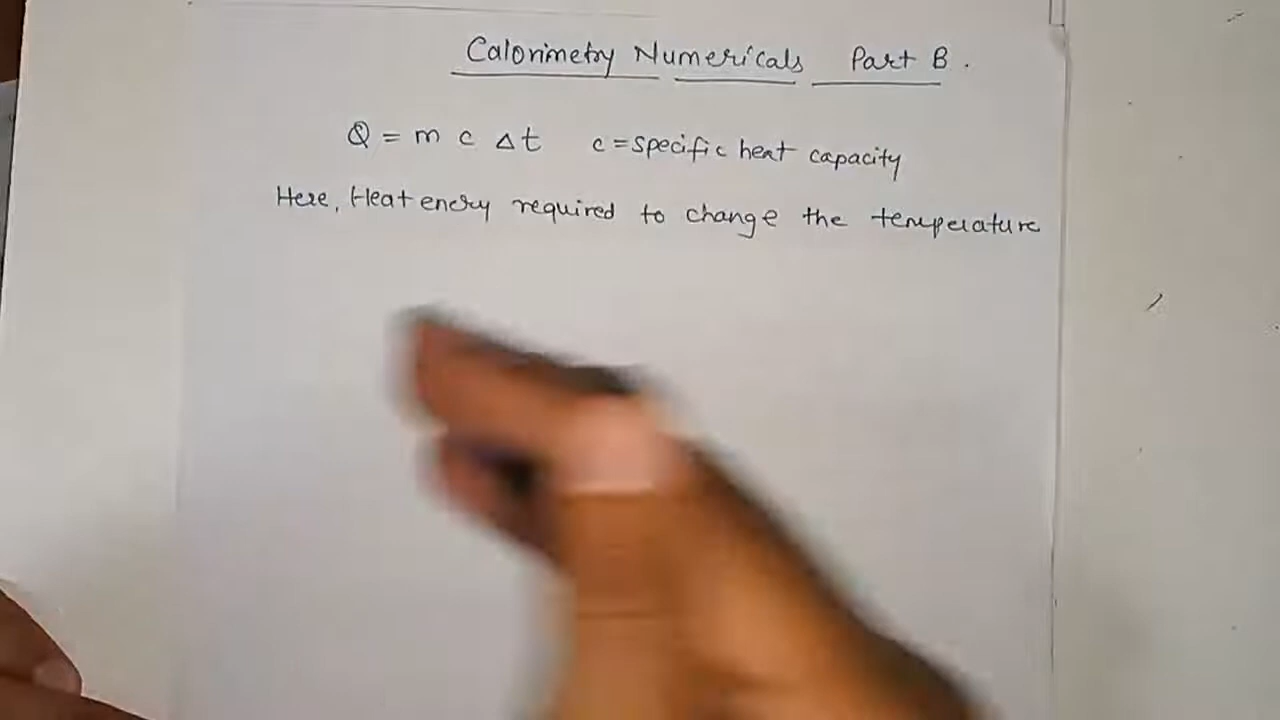 Calorimetry Numericals Part B.
Q = m c Δt c = specific heat capacity
Here, Heat enery required to change the temperature